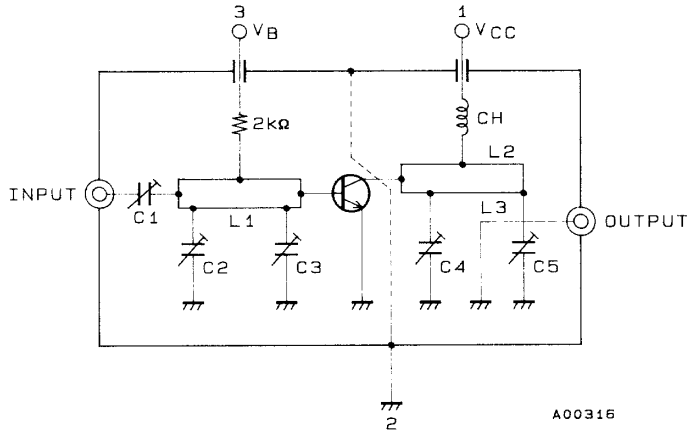 3
VB
1
VCC
2kΩ
CH
L2
INPUT
C1
L1
L3
OUTPUT
C2
C3
C4
C5
2
A00316